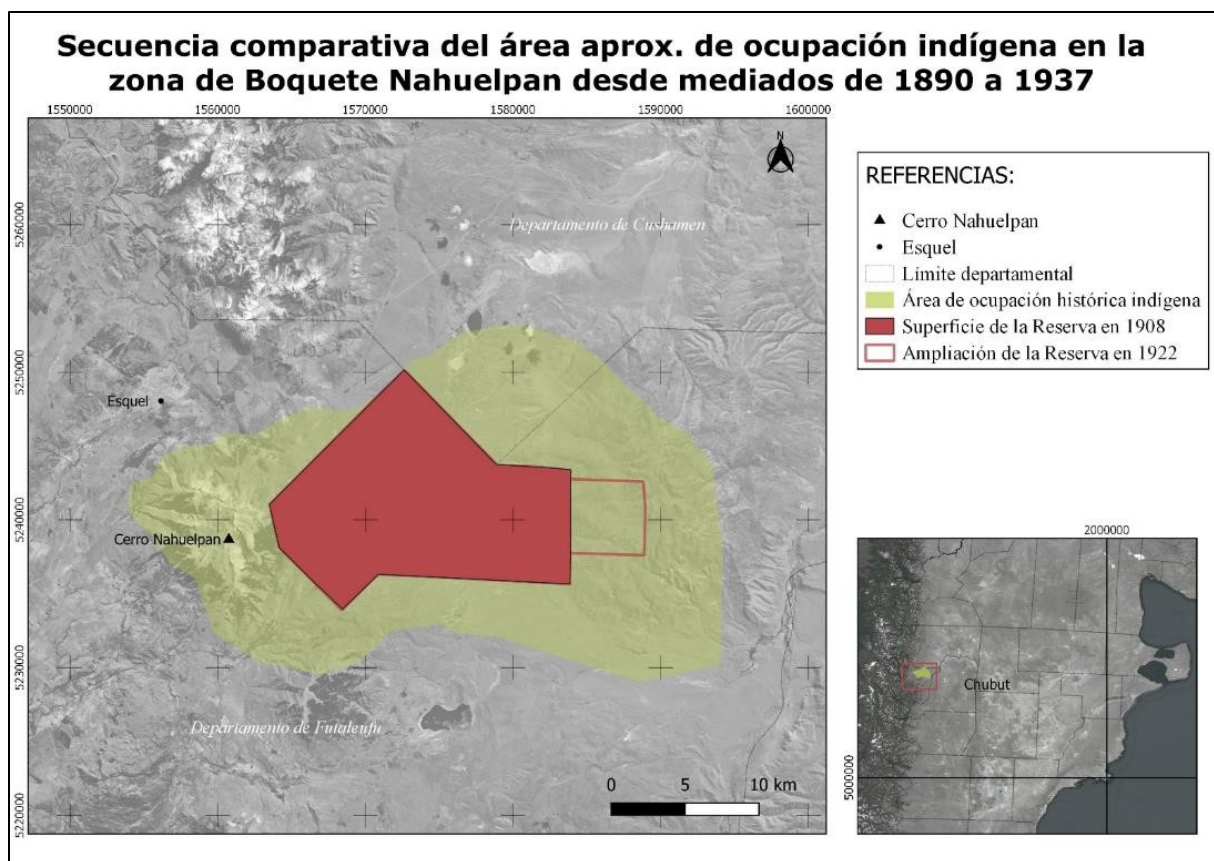 Secuencia comparativa del área aprox. de ocupación indígena en la
zona de Boquete Nahuelpan desde mediados de 1890 a 1937
1550000 1560000 1570000 1580000 1590000 1600000
N
5260000
Departamento de Cushamen
5250000
Esquel
5240000
Cerro Nahuelpan
5230000
Departamento de Futaleufú
5220000
0 5 10 km
REFERENCIAS:
Cerro Nahuelpan
Esquel
Límite departamental
Área de ocupación histórica indígena
Superficie de la Reserva en 1908
Ampliación de la Reserva en 1922
2000000
Chubut
5000000